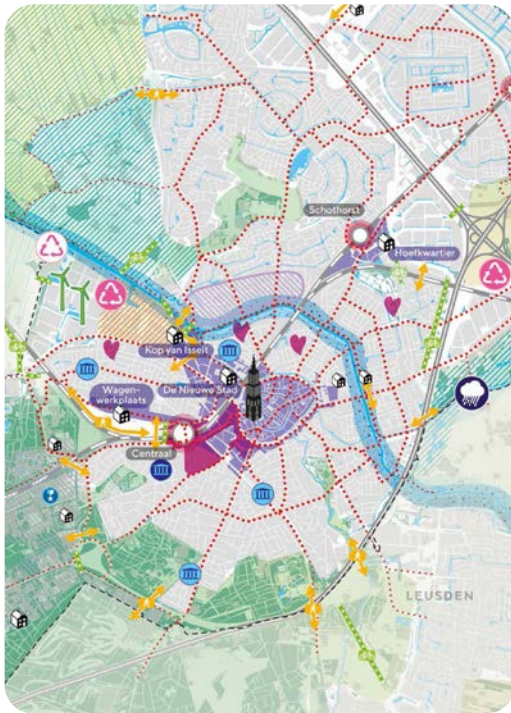 Schothorst
Hoefkwartier
Kop van Isselt
Wagen-
werkplaats
De Nieuwe Stad
Centraal
LEUSDEN